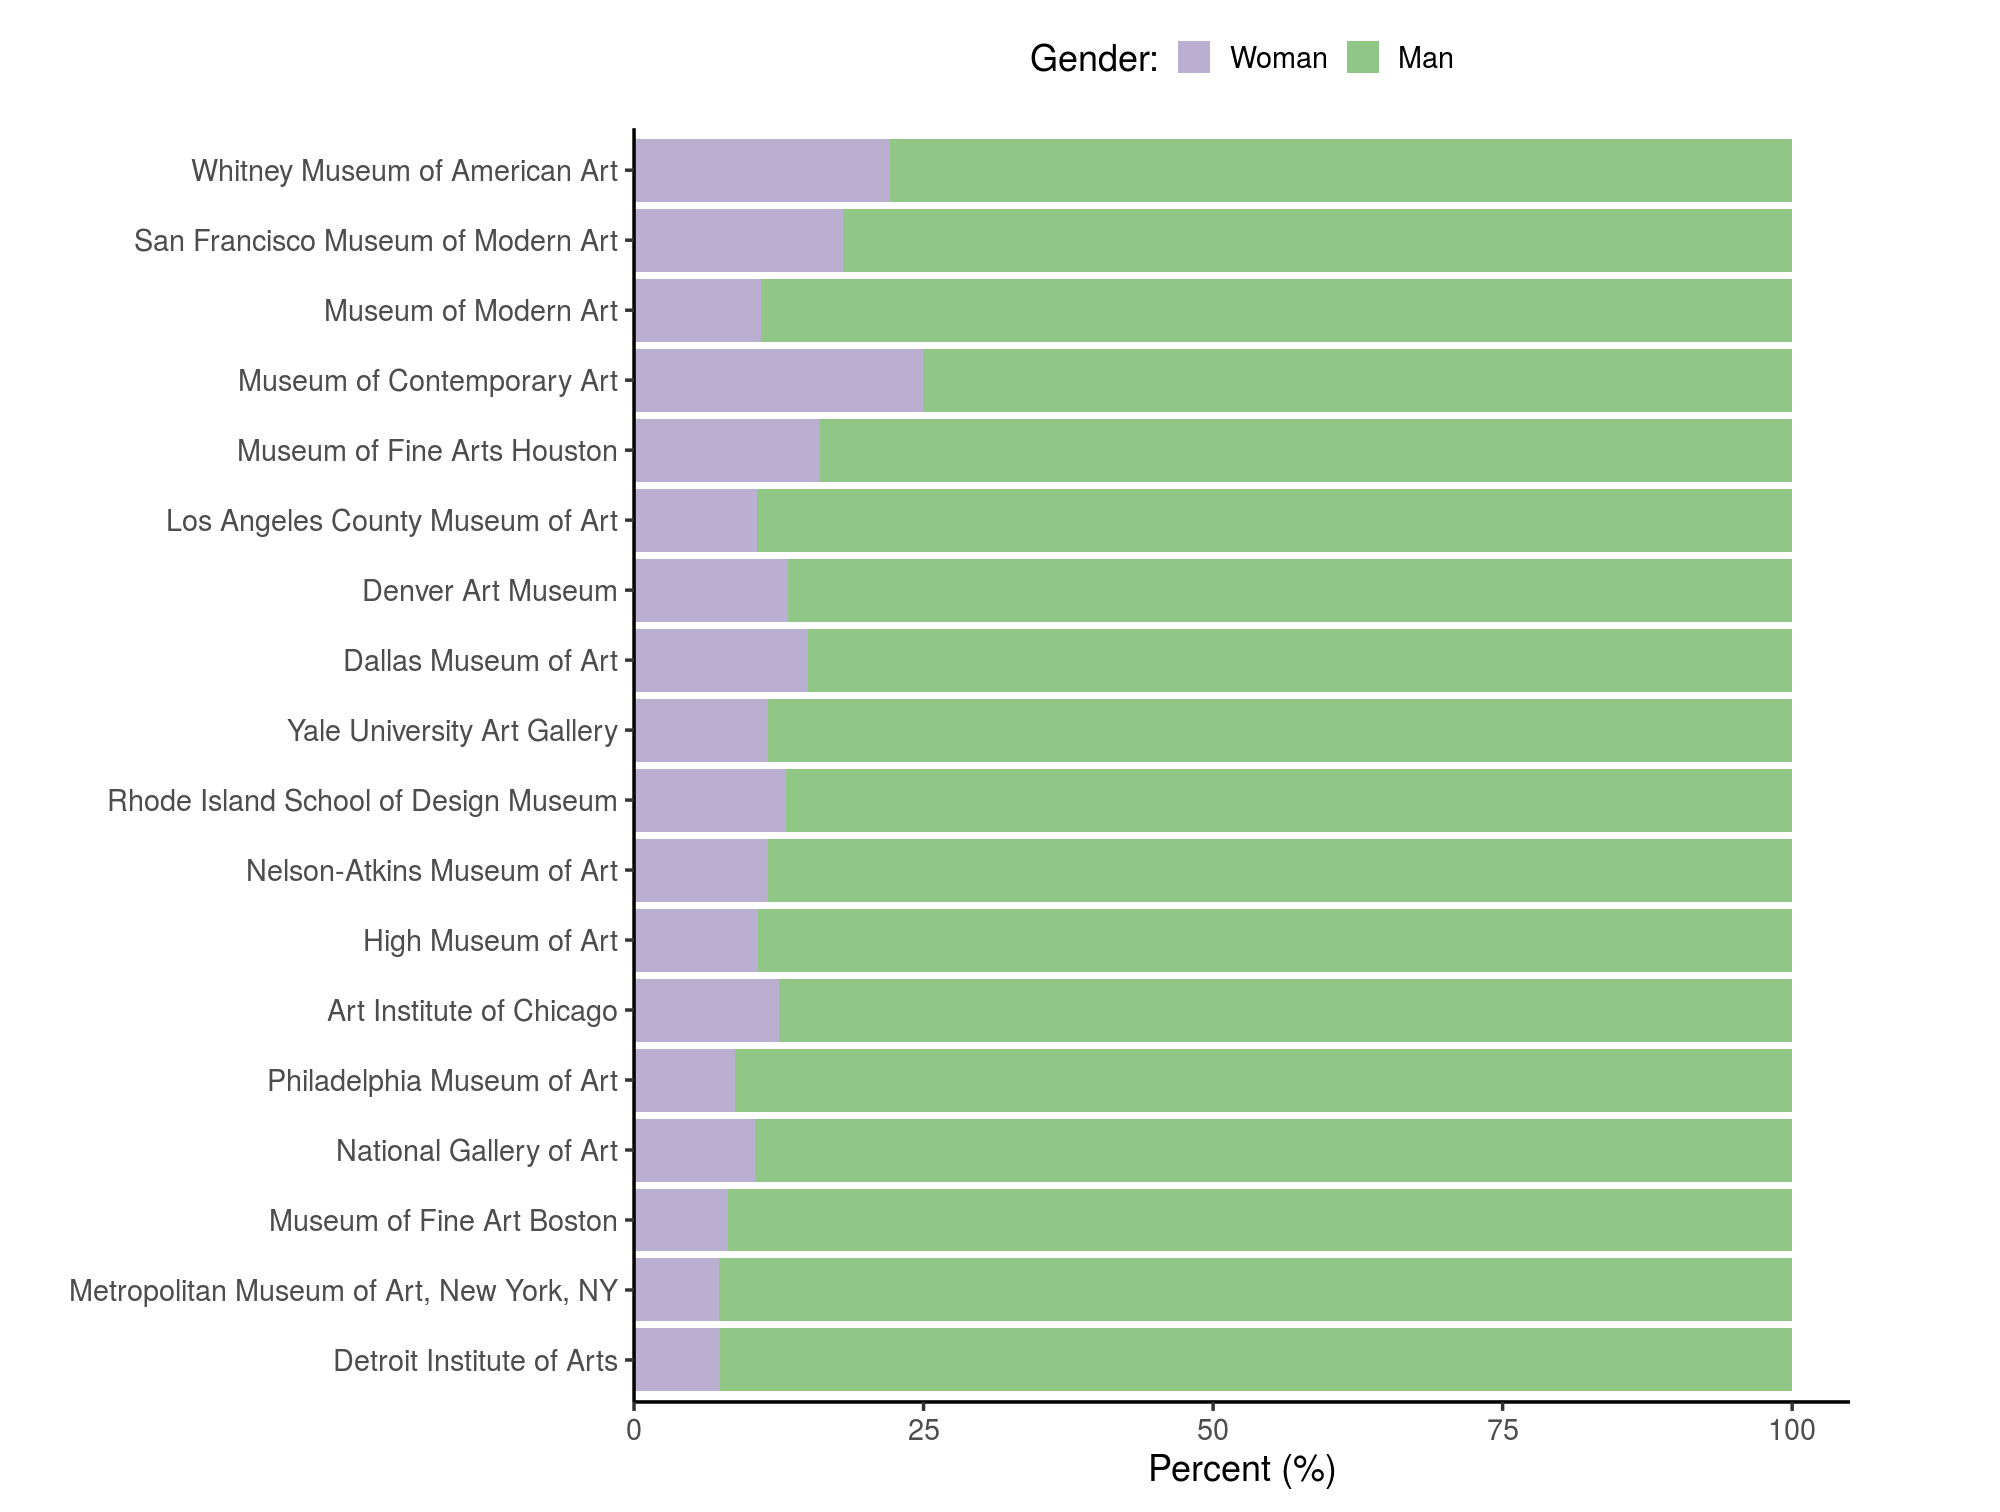 Gender: Woman Man
Whitney Museum of American Art
San Francisco Museum of Modern Art
Museum of Modern Art
Museum of Contemporary Art
Museum of Fine Arts Houston
Los Angeles County Museum of Art
Denver Art Museum
Dallas Museum of Art
Yale University Art Gallery
Rhode Island School of Design Museum
Nelson-Atkins Museum of Art
High Museum of Art
Art Institute of Chicago
Philadelphia Museum of Art
National Gallery of Art
Museum of Fine Art Boston
Metropolitan Museum of Art, New York, NY
Detroit Institute of Arts
0 25 50 75 100
Percent (%)